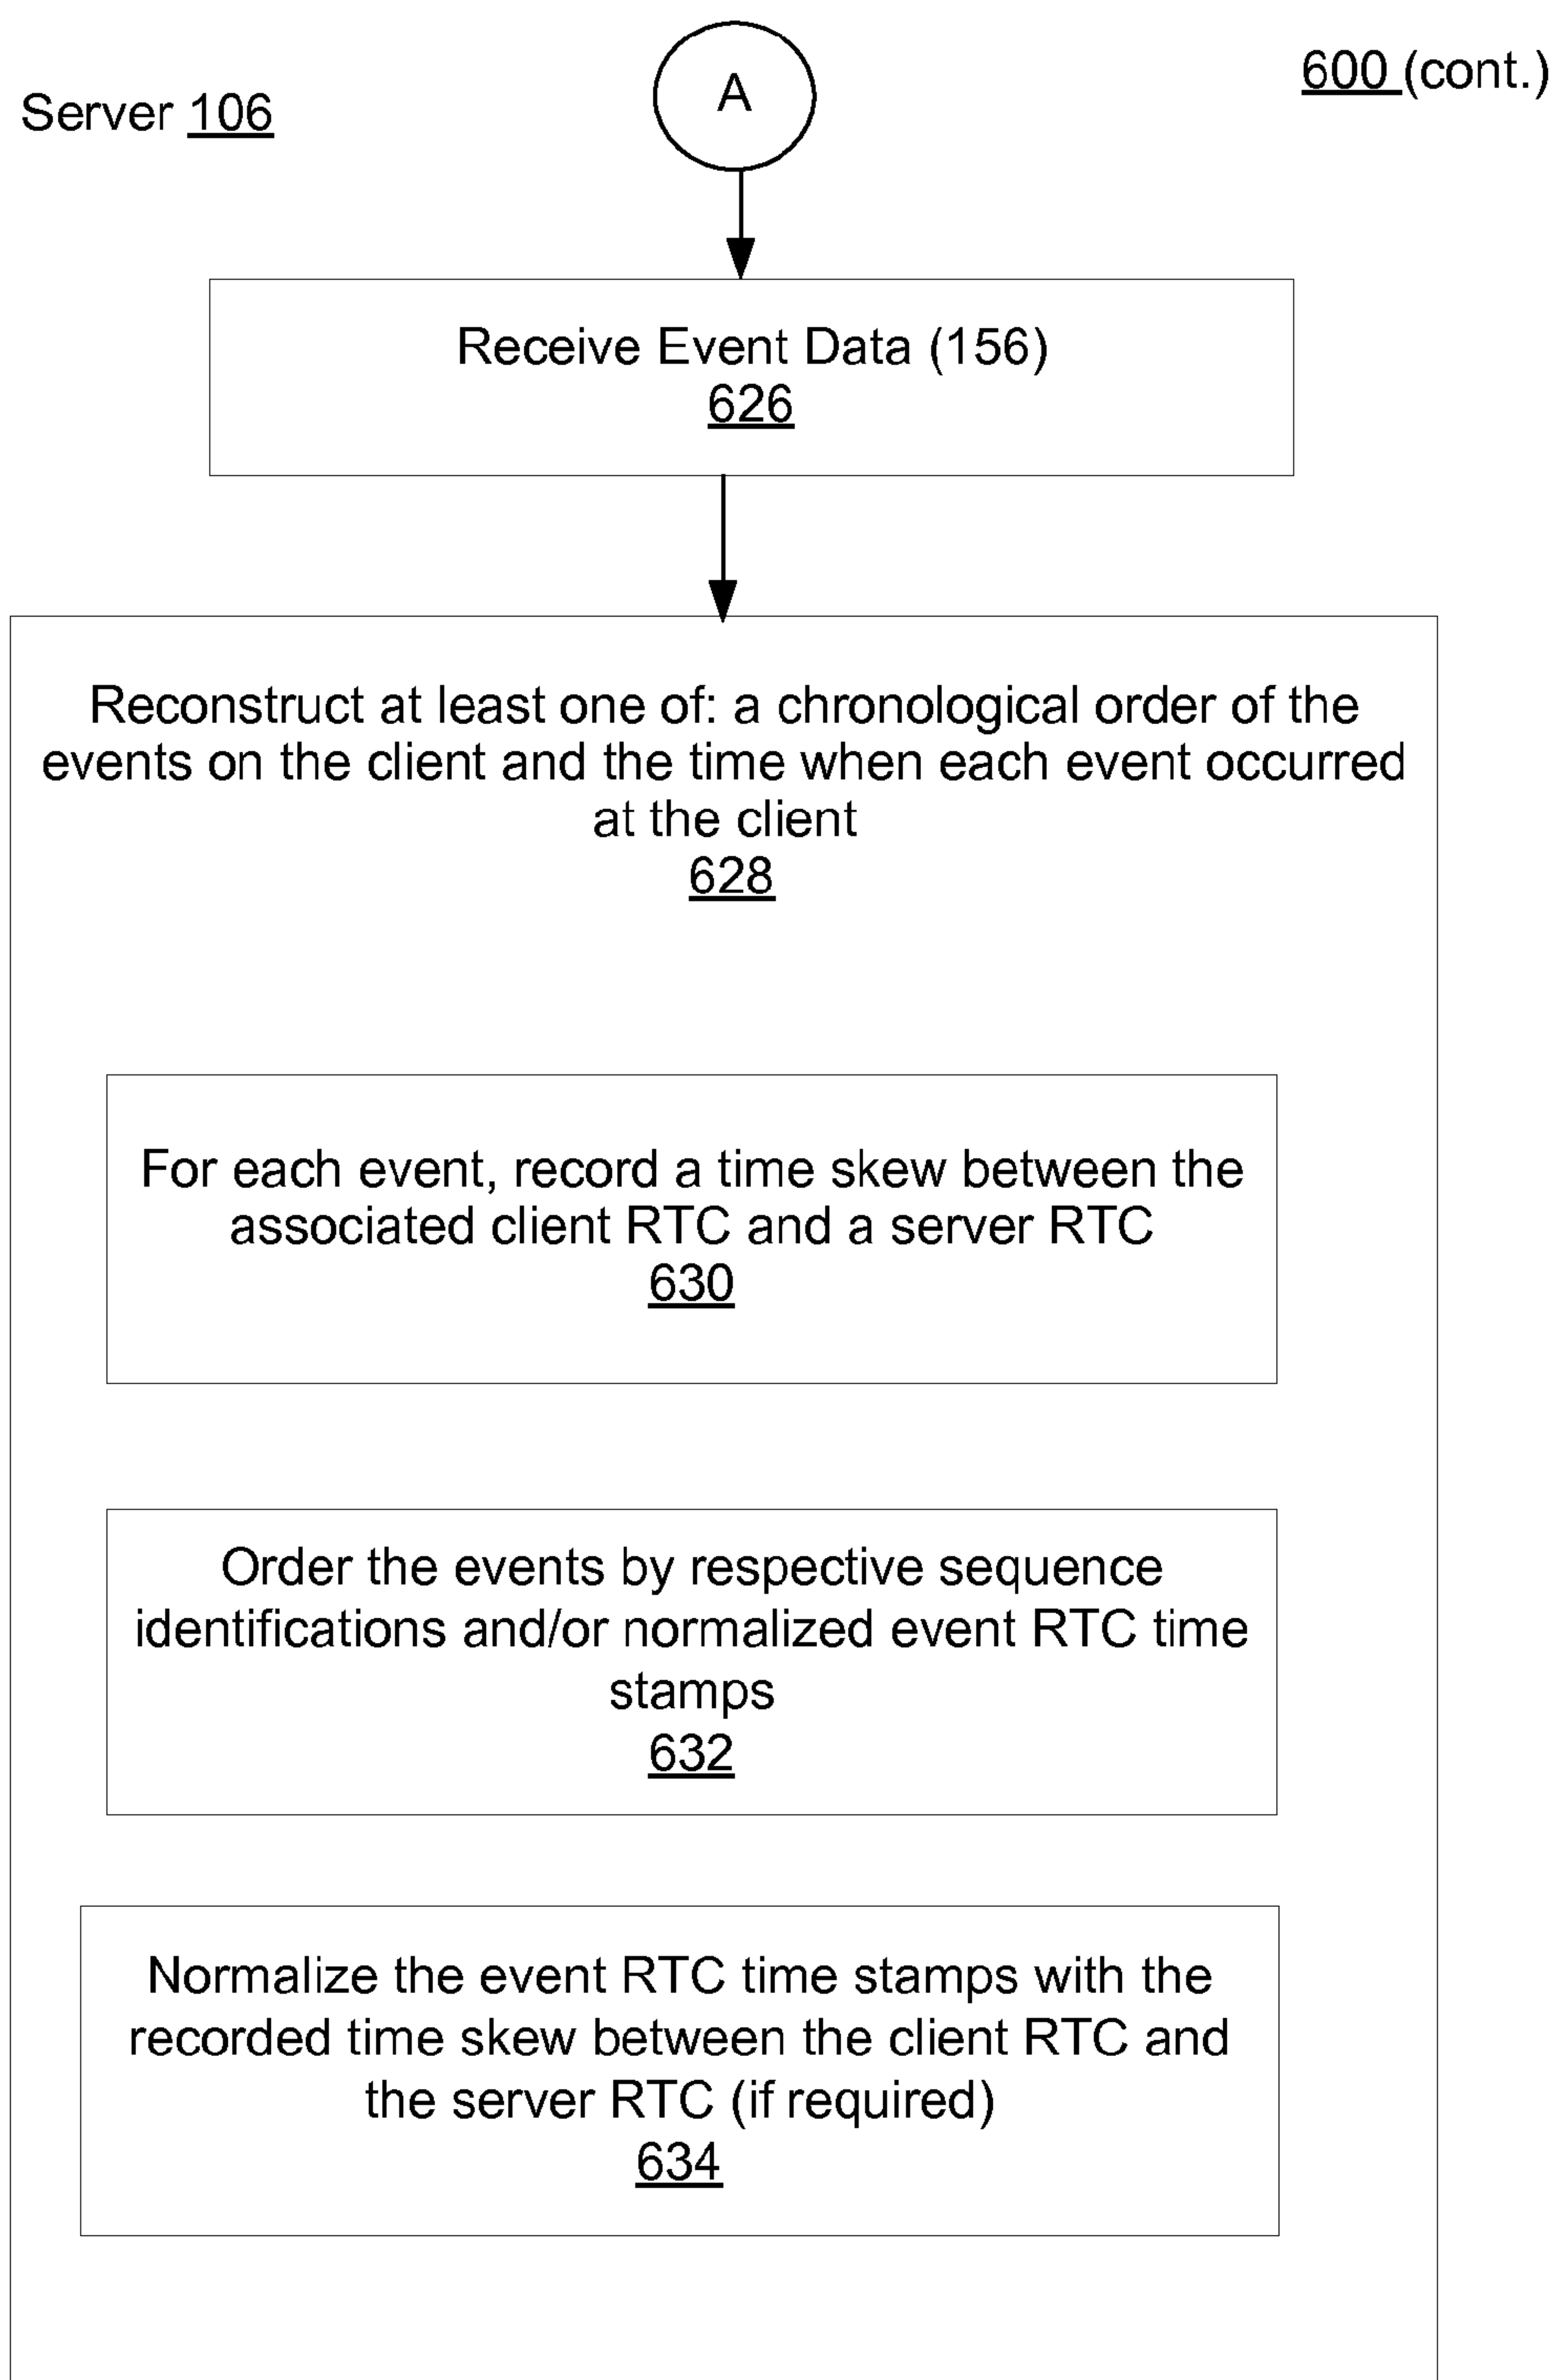 A
600 (cont.)
Server 106
Receive Event Data (156)
626
Reconstruct at least one of: a chronological order of the
events on the client and the time when each event occurred
at the client
628
For each event, record a time skew between the
associated client RTC and a server RTC
630
Order the events by respective sequence
identifications and/or normalized event RTC time
stamps
632
Normalize the event RTC time stamps with the
recorded time skew between the client RTC and
the server RTC (if required)
634